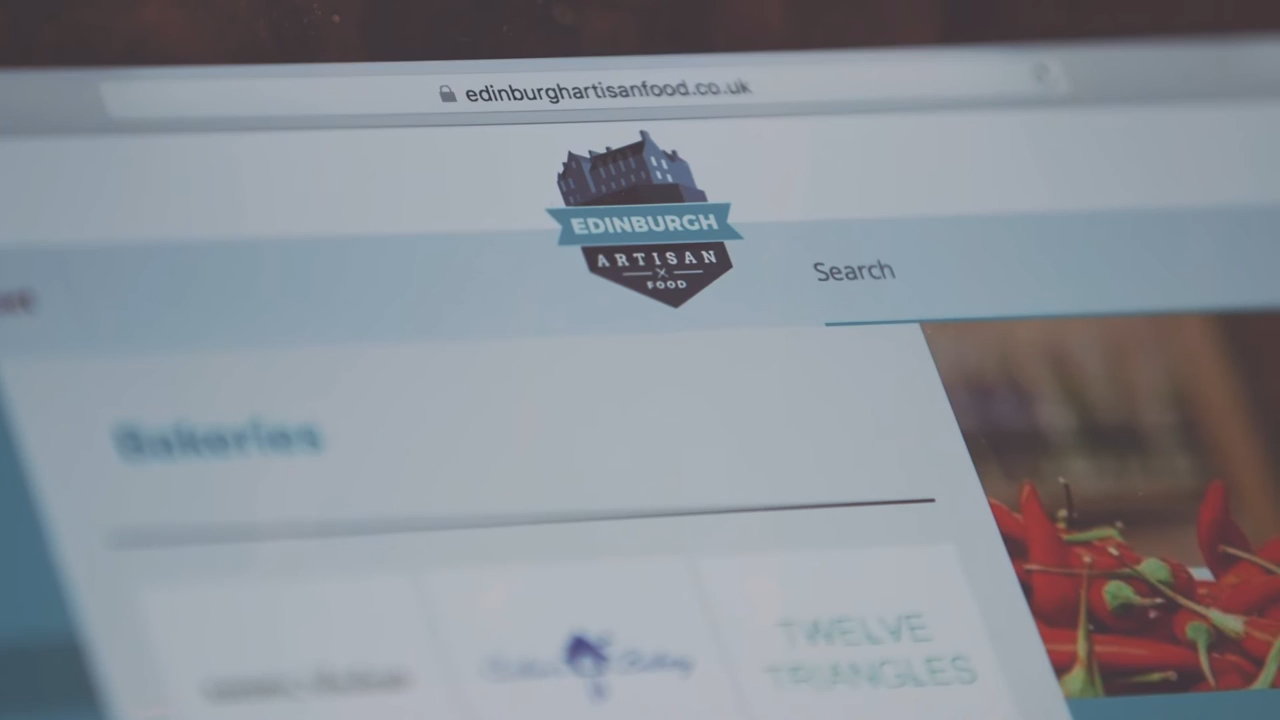 edinburghartisanfood.co.uk
EDINBURGH
ARTISAN
FOOD
Search
Bakeries
TWELVE
TRIANGLES